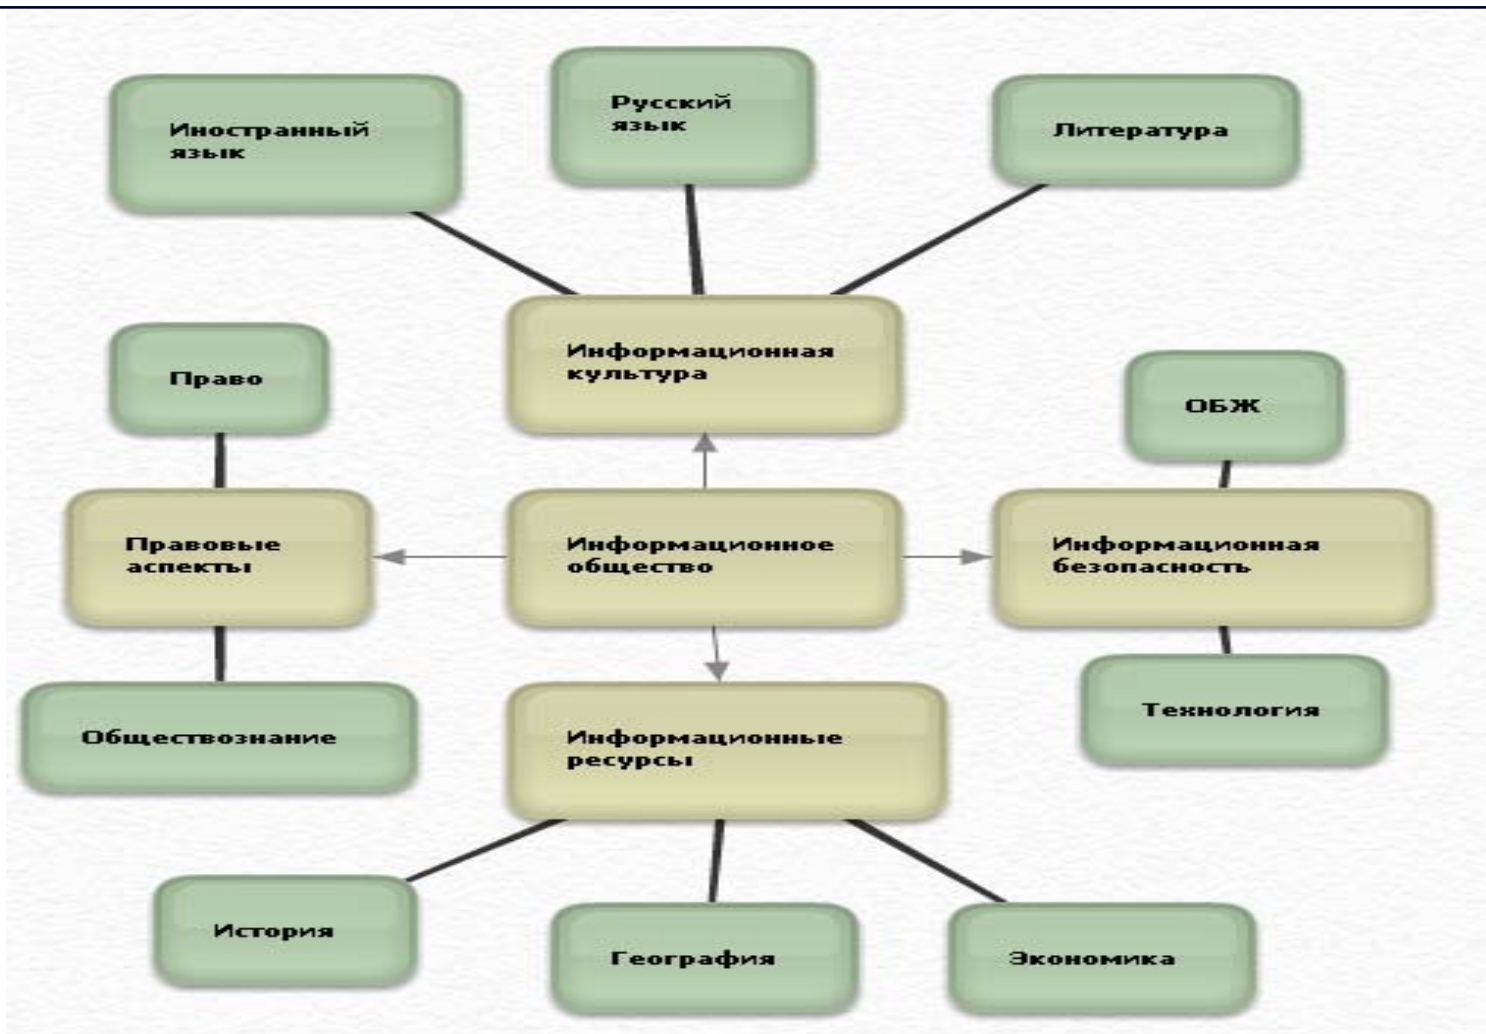 Иностранный
язык
Русский
язык
Литература
Информационная
культура
Право
ОБЖ
Правовые
аспекты
Информационное
общество
Информационная
безопасность
Обществознание
Информационные
ресурсы
Технология
История
География
Экономика